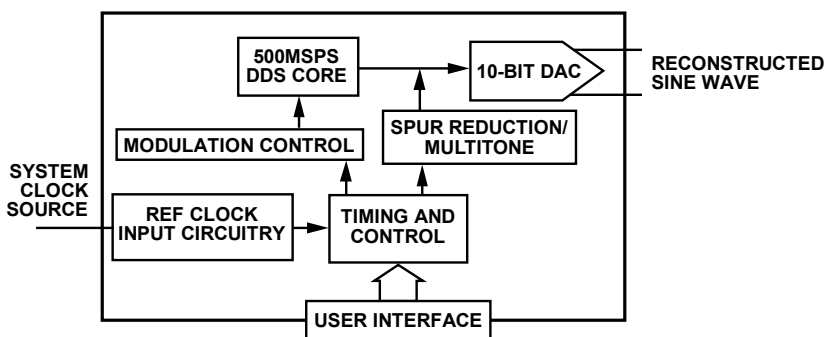 500MSPS
DDS CORE
10-BIT DAC
RECONSTRUCTED
SINE WAVE
MODULATION CONTROL
SPUR REDUCTION/
MULTITONE
SYSTEM
CLOCK
SOURCE
REF CLOCK
INPUT CIRCUITRY
TIMING AND
CONTROL
USER INTERFACE